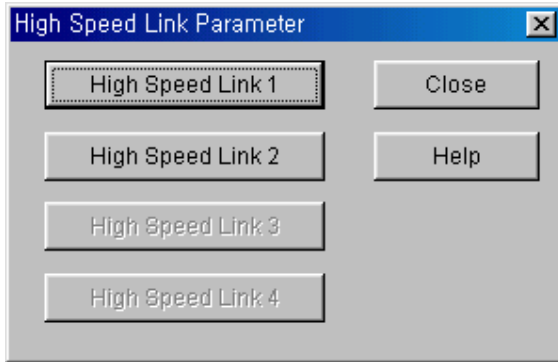 High Speed Link Parameter
High Speed Link 1
Close
High Speed Link 2
Help
High Speed Link 3
High Speed Link 4